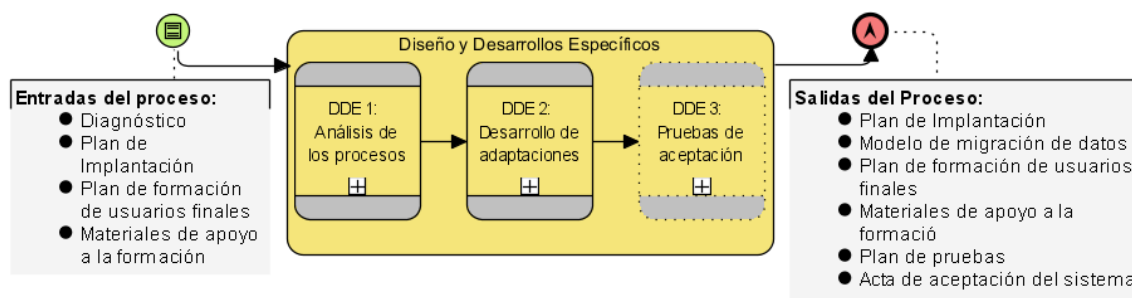 Diseño y Desarrollos Específicos
Entradas del proceso:
● Diagnóstico
● Plan de
Implantación
● Plan de formación
de usuarios finales
● Materiales de apoyo
a la formación
DDE 1:
Análisis de
los procesos
DDE 2:
Desarrollo de
adaptaciones
DDE 3:
Pruebas de
aceptación
Salidas del Proceso:
● Plan de Implantación
● Modelo de migración de datos
● Plan de formación de usuarios
finales
● Materiales de apoyo a la
formació
● Plan de pruebas
● Acta de aceptación del sistema